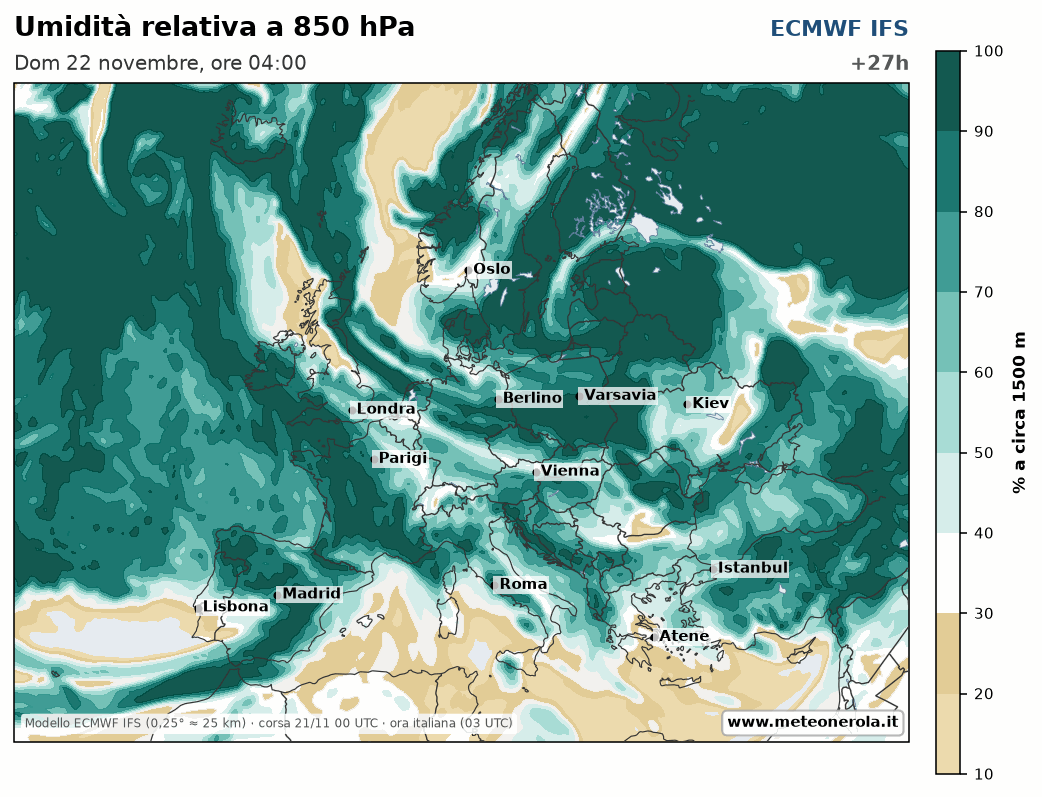 Umidità relativa a 850 hPa
ECMWF IFS
Dom 22 novembre, ore 04:00
+27h
100
90
80
70
60
50
40
30
20
10
% a circa 1500 m
Oslo
Berlino
Varsavia
Kiev
Londra
Parigi
Vienna
Istanbul
Roma
Madrid
Lisbona
Atene
Modello ECMWF IFS (0,25° ≈ 25 km) · corsa 21/11 00 UTC · ora italiana (03 UTC)
www.meteonerola.it